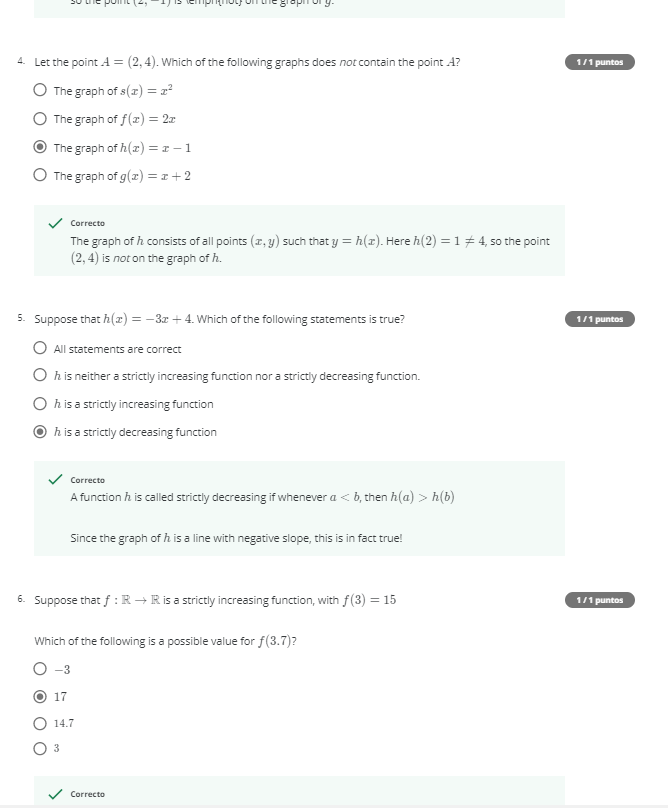 so the point (2, −1) is \emph{not} on the graph of g.
4. Let the point A = (2, 4). Which of the following graphs does not contain the point A?
1 / 1 puntos
The graph of s(x) = x²
The graph of f(x) = 2x
The graph of h(x) = x − 1
The graph of g(x) = x + 2
Correcto
The graph of h consists of all points (x, y) such that y = h(x). Here h(2) = 1 ≠ 4, so the point
(2, 4) is not on the graph of h.
5. Suppose that h(x) = −3x + 4. Which of the following statements is true?
1 / 1 puntos
All statements are correct
h is neither a strictly increasing function nor a strictly decreasing function.
h is a strictly increasing function
h is a strictly decreasing function
Correcto
A function h is called strictly decreasing if whenever a < b, then h(a) > h(b)
Since the graph of h is a line with negative slope, this is in fact true!
6. Suppose that f : ℝ → ℝ is a strictly increasing function, with f(3) = 15
1 / 1 puntos
Which of the following is a possible value for f(3.7)?
−3
17
14.7
3
Correcto